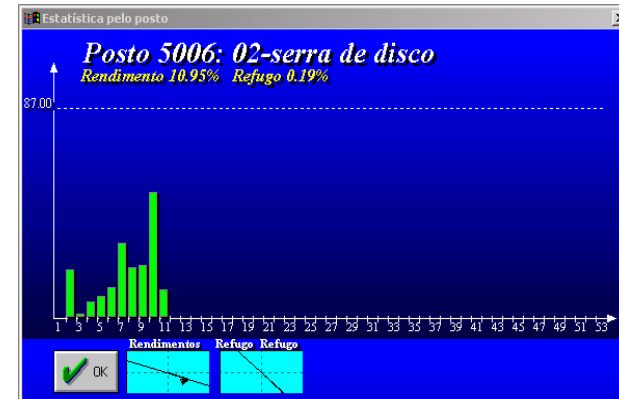 Estatística pelo posto
Posto 5006: 02-serra de disco
Rendimento 10.95% Refugo 0.19%
87.00
1 3 5 7 9 11 13 15 17 19 21 23 25 27 29 31 33 35 37 39 41 43 45 47 49 51 53
Rendimentos Refugo Refugo
OK